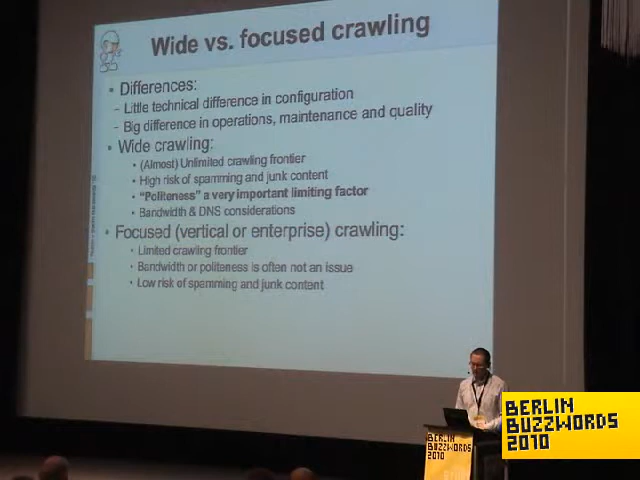 Wide vs. focused crawling
• Differences:
– Little technical difference in configuration
– Big difference in operations, maintenance and quality
• Wide crawling:
• (Almost) Unlimited crawling frontier
• High risk of spamming and junk content
• "Politeness" a very important limiting factor
• Bandwidth & DNS considerations
• Focused (vertical or enterprise) crawling:
• Limited crawling frontier
• Bandwidth or politeness is often not an issue
• Low risk of spamming and junk content
BERLIN
BUZZWORDS
2010
BERLIN
BUZZWORDS
2010